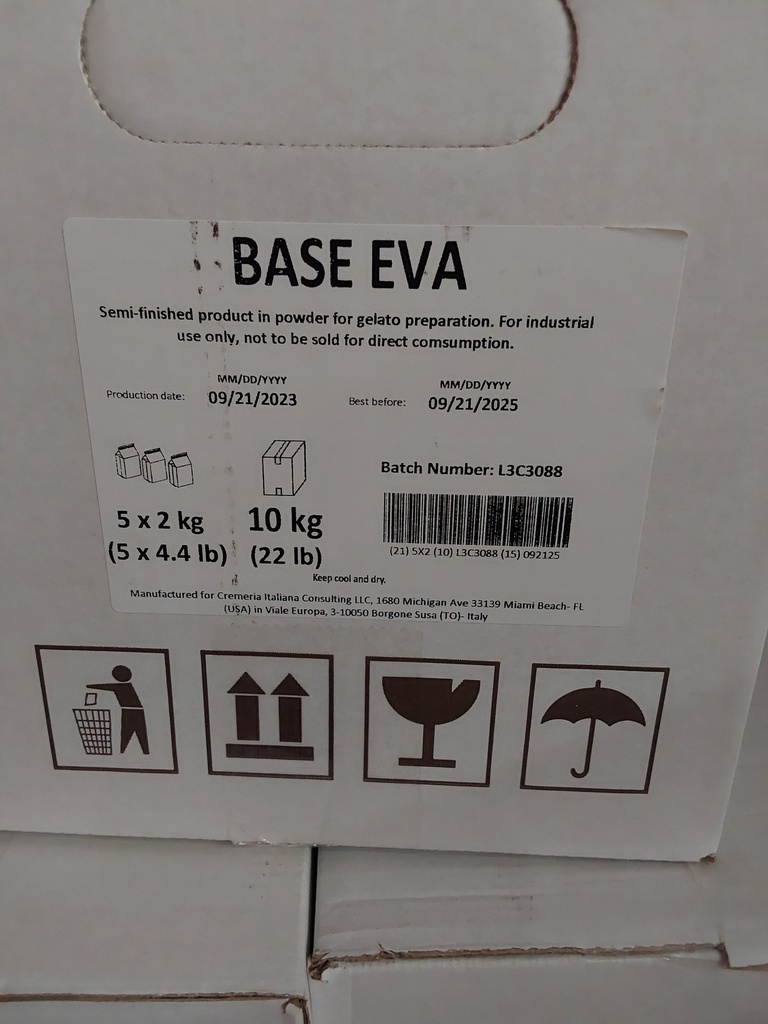 BASE EVA
Semi-finished product in powder for gelato preparation. For industrial
use only, not to be sold for direct comsumption.
MM/DD/YYYY
Production date: 09/21/2023
MM/DD/YYYY
Best before: 09/21/2025
Batch Number: L3C3088
5 x 2 kg
(5 x 4.4 lb)
10 kg
(22 lb)
(21) 5X2 (10) L3C3088 (15) 092125
Keep cool and dry.
Manufactured for Cremeria Italiana Consulting LLC, 1680 Michigan Ave 33139 Miami Beach- FL
(USA) in Viale Europa, 3-10050 Borgone Susa (TO)- Italy